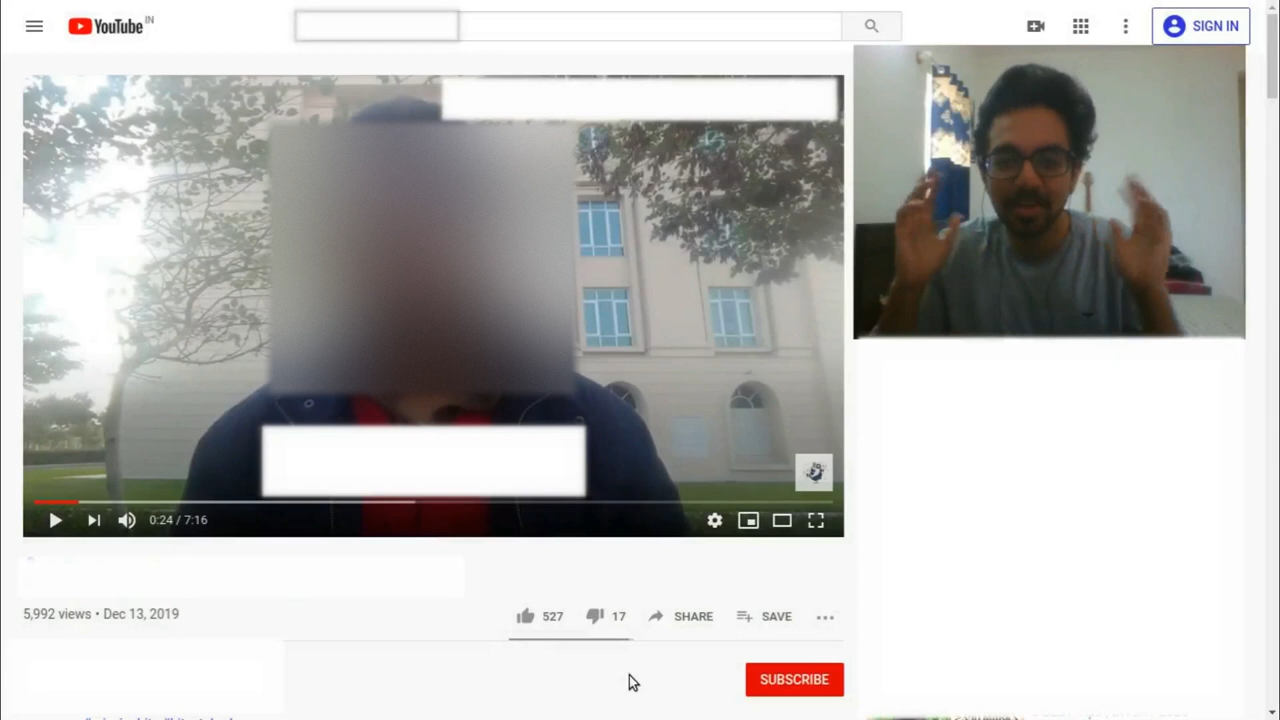 YouTube IN
SIGN IN
0:24 / 7:16
5,992 views • Dec 13, 2019
527
17
SHARE
SAVE
SUBSCRIBE